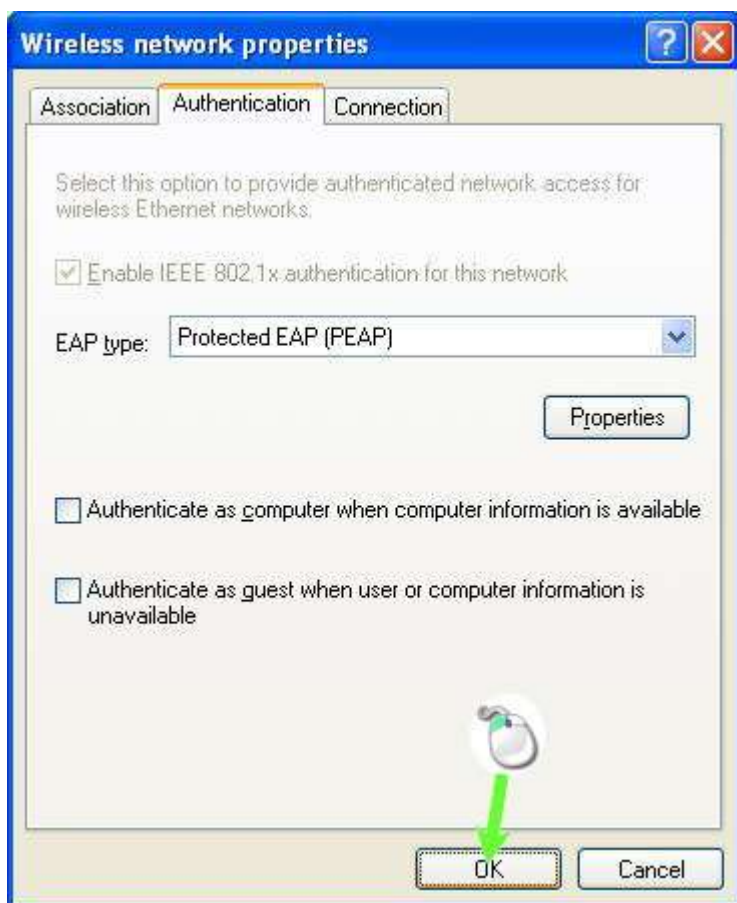 Wireless network properties
Association Authentication Connection
Select this option to provide authenticated network access for
wireless Ethernet networks.
Enable IEEE 802.1x authentication for this network
EAP type: Protected EAP (PEAP)
Properties
Authenticate as computer when computer information is available
Authenticate as guest when user or computer information is
unavailable
OK Cancel